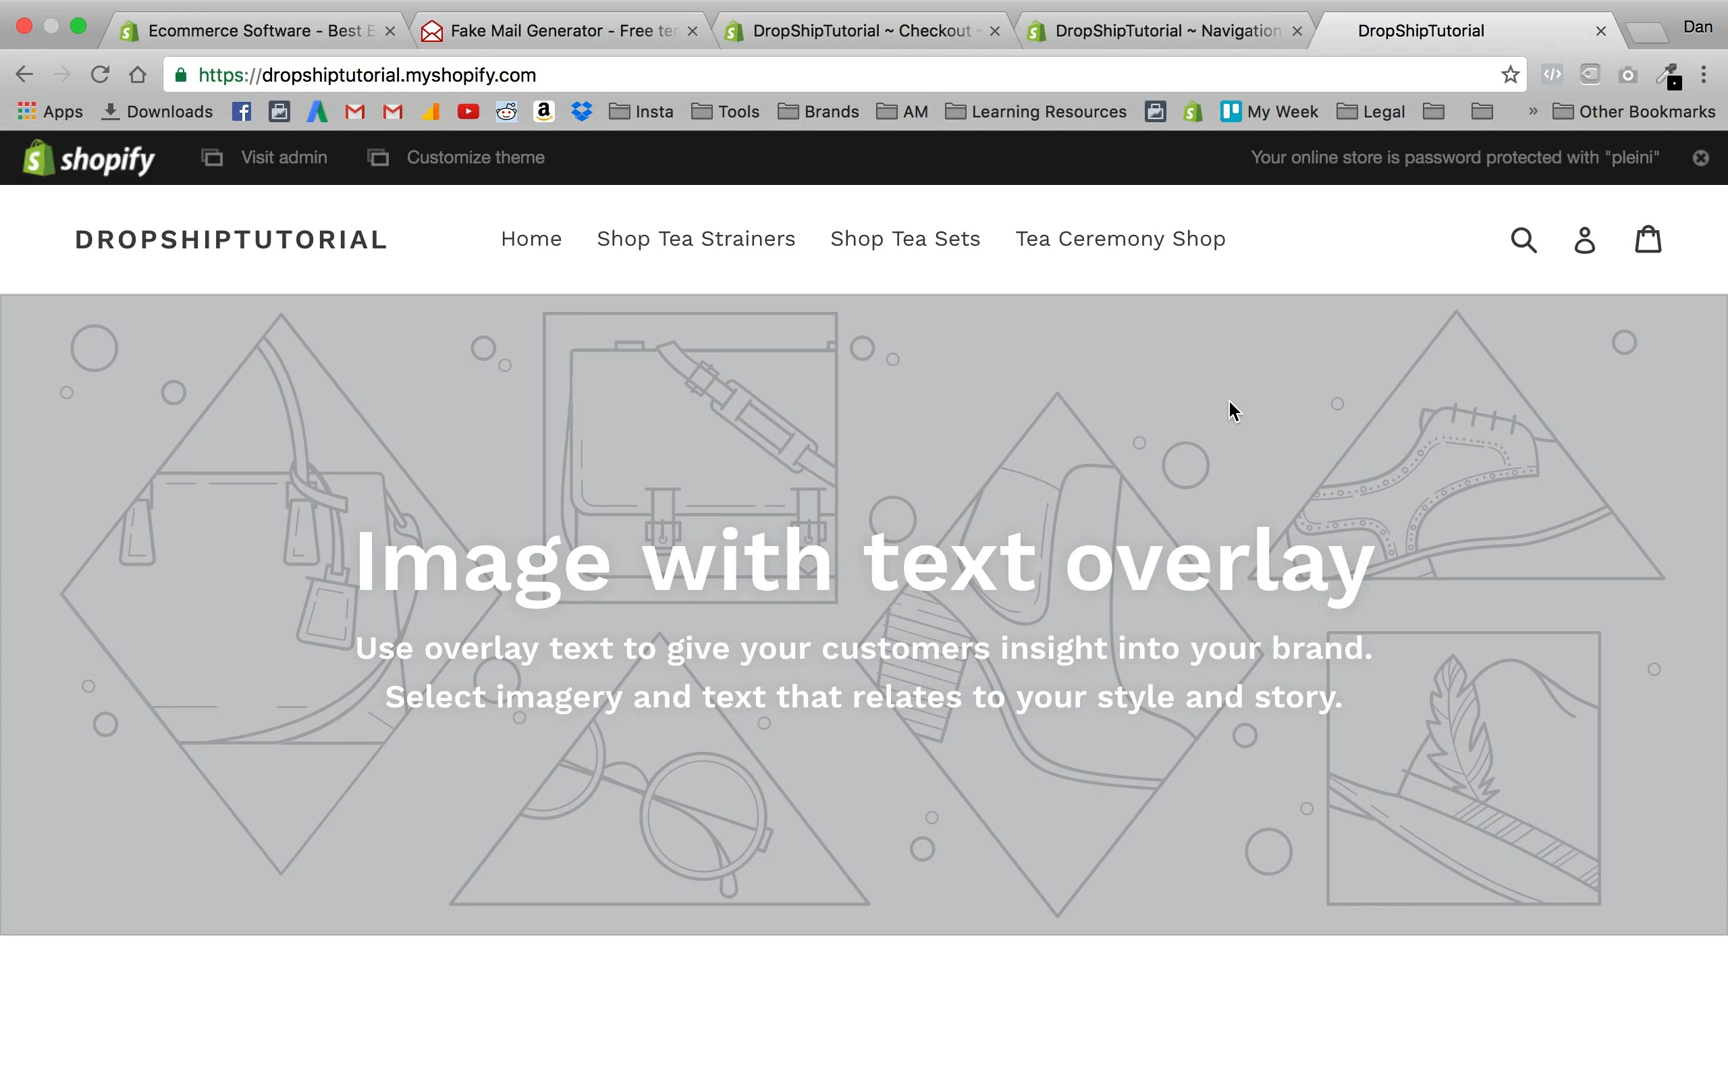 Ecommerce Software - Best E
Fake Mail Generator - Free ter
DropShipTutorial ~ Checkout ~
DropShipTutorial ~ Navigation
DropShipTutorial
Dan
https://dropshiptutorial.myshopify.com
Apps
Downloads
Insta
Tools
Brands
AM
Learning Resources
My Week
Legal
»
Other Bookmarks
shopify
Visit admin
Customize theme
Your online store is password protected with "pleini"
DROPSHIPTUTORIAL
Home
Shop Tea Strainers
Shop Tea Sets
Tea Ceremony Shop
Image with text overlay
Use overlay text to give your customers insight into your brand.
Select imagery and text that relates to your style and story.